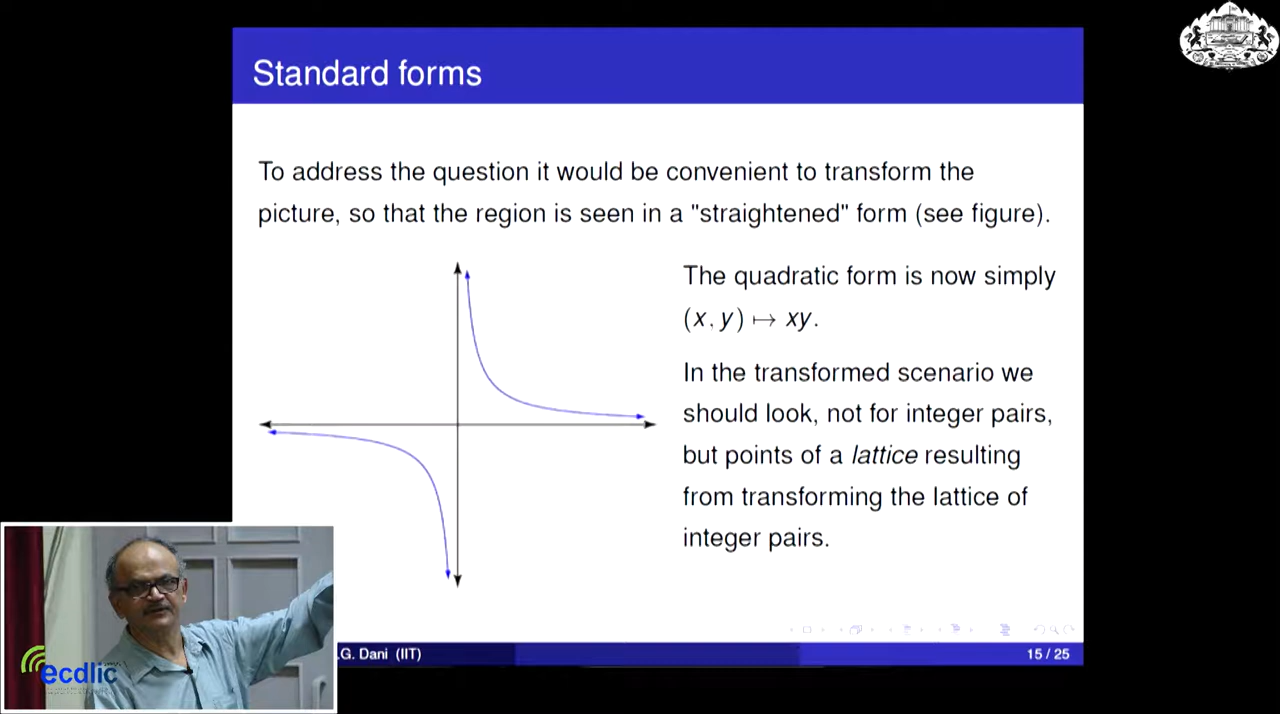 Standard forms
To address the question it would be convenient to transform the
picture, so that the region is seen in a "straightened" form (see figure).
The quadratic form is now simply
(x, y) ↦ xy.
In the transformed scenario we
should look, not for integer pairs,
but points of a lattice resulting
from transforming the lattice of
integer pairs.
ecdlic
.G. Dani (IIT)
15 / 25